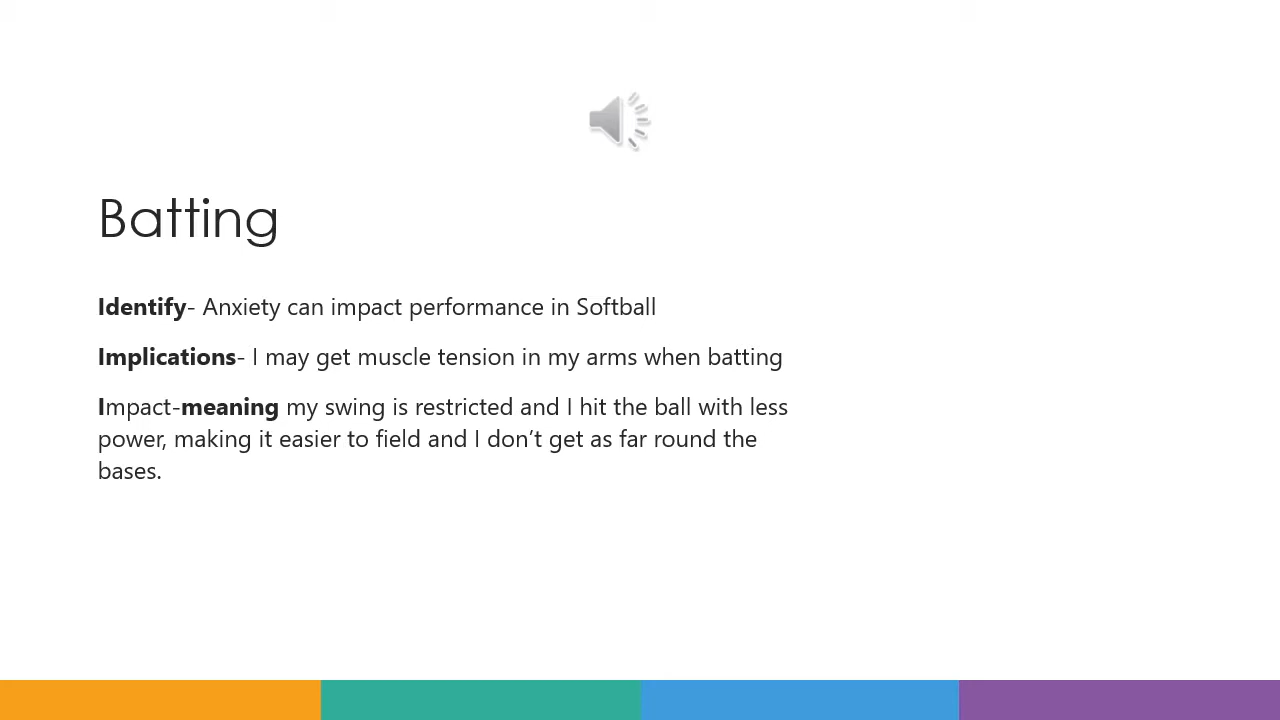 Batting
Identify- Anxiety can impact performance in Softball
Implications- I may get muscle tension in my arms when batting
Impact-meaning my swing is restricted and I hit the ball with less
power, making it easier to field and I don’t get as far round the
bases.